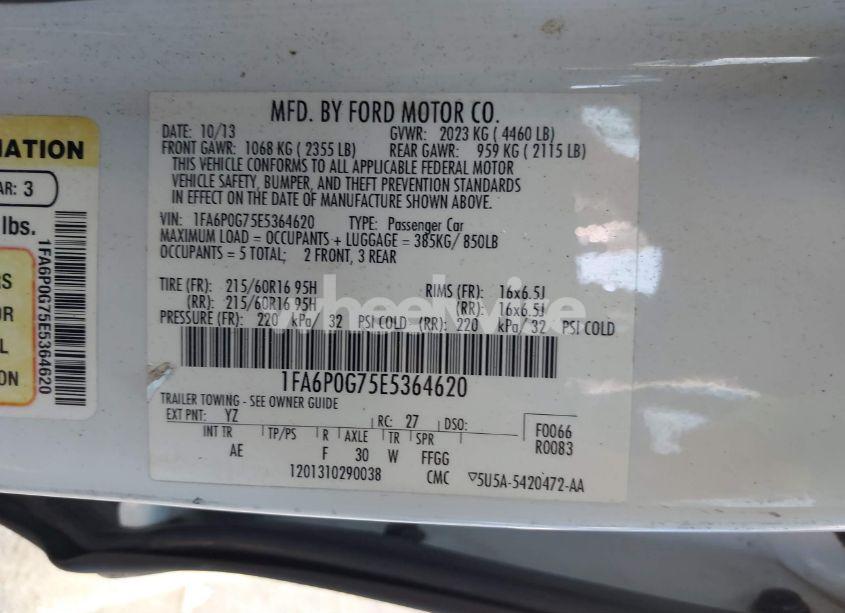 MATION
AR: 3
lbs.
RS
OR
L
ON
1FA6P0G75E5364620
MFD. BY FORD MOTOR CO.
DATE: 10/13 GVWR: 2023 KG ( 4460 LB)
FRONT GAWR: 1068 KG ( 2355 LB) REAR GAWR: 959 KG ( 2115 LB)
THIS VEHICLE CONFORMS TO ALL APPLICABLE FEDERAL MOTOR
VEHICLE SAFETY, BUMPER, AND THEFT PREVENTION STANDARDS
IN EFFECT ON THE DATE OF MANUFACTURE SHOWN ABOVE.
VIN: 1FA6P0G75E5364620 TYPE: Passenger Car
MAXIMUM LOAD = OCCUPANTS + LUGGAGE = 385KG/ 850LB
OCCUPANTS = 5 TOTAL; 2 FRONT, 3 REAR
TIRE (FR): 215/60R16 95H RIMS (FR): 16x6.5J
(RR): 215/60R16 95H (RR): 16x6.5J
PRESSURE (FR): 220 kPa/ 32 PSI COLD (RR): 220 kPa/ 32 PSI COLD
wheelwise
1FA6P0G75E5364620
TRAILER TOWING - SEE OWNER GUIDE
EXT PNT: YZ RC: 27 DSO: F0066
INT TR TP/PS R AXLE TR SPR R0083
AE F 30 W FFGG
1201310290038 CMC ▽5U5A-5420472-AA